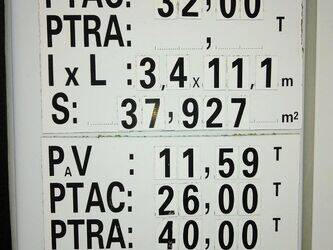 PTAC: 32,00
PTRA: , T
l x L : 3,4 x 11,1 m
S: 37,927 m²
PAV : 11,59 T
PTAC: 26,00 T
PTRA: 40,00 T